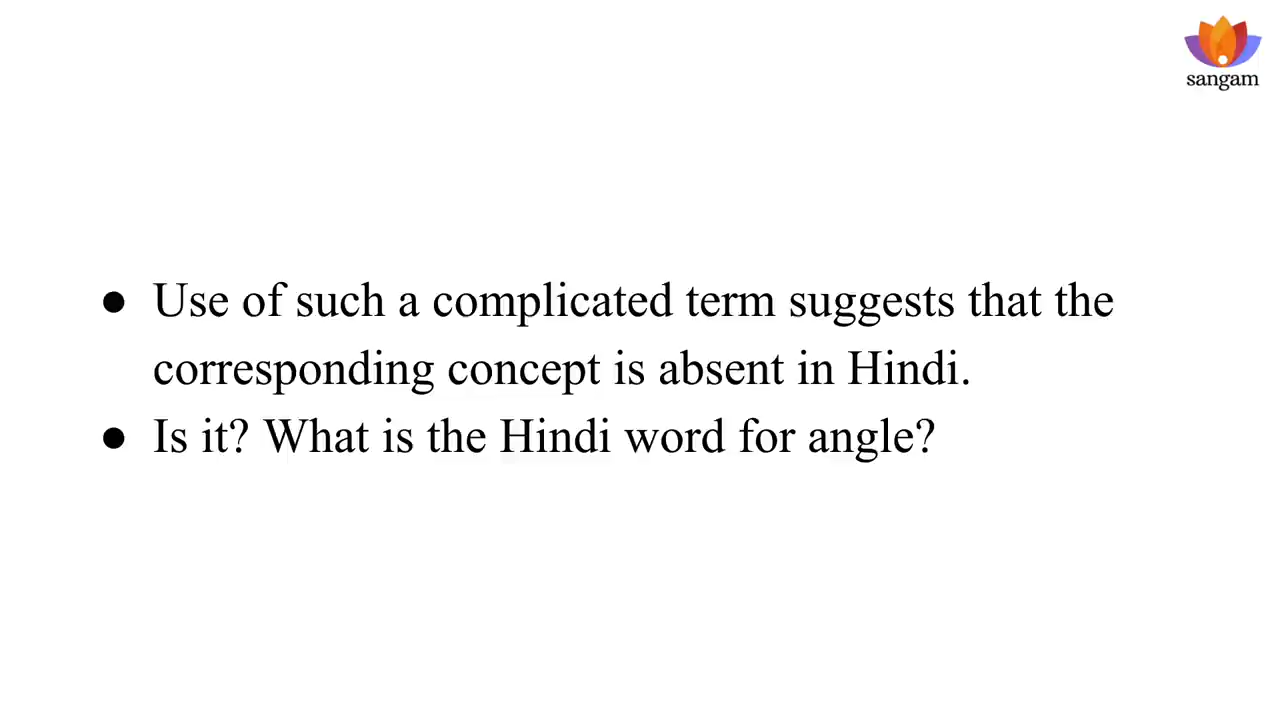 sangam
● Use of such a complicated term suggests that the
corresponding concept is absent in Hindi.
● Is it? What is the Hindi word for angle?